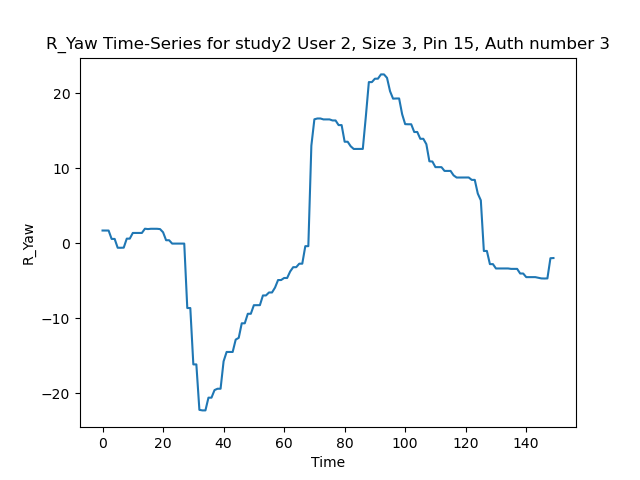 R_Yaw Time-Series for study2 User 2, Size 3, Pin 15, Auth number 3
20
10
0
−10
−20
R_Yaw
0 20 40 60 80 100 120 140
Time